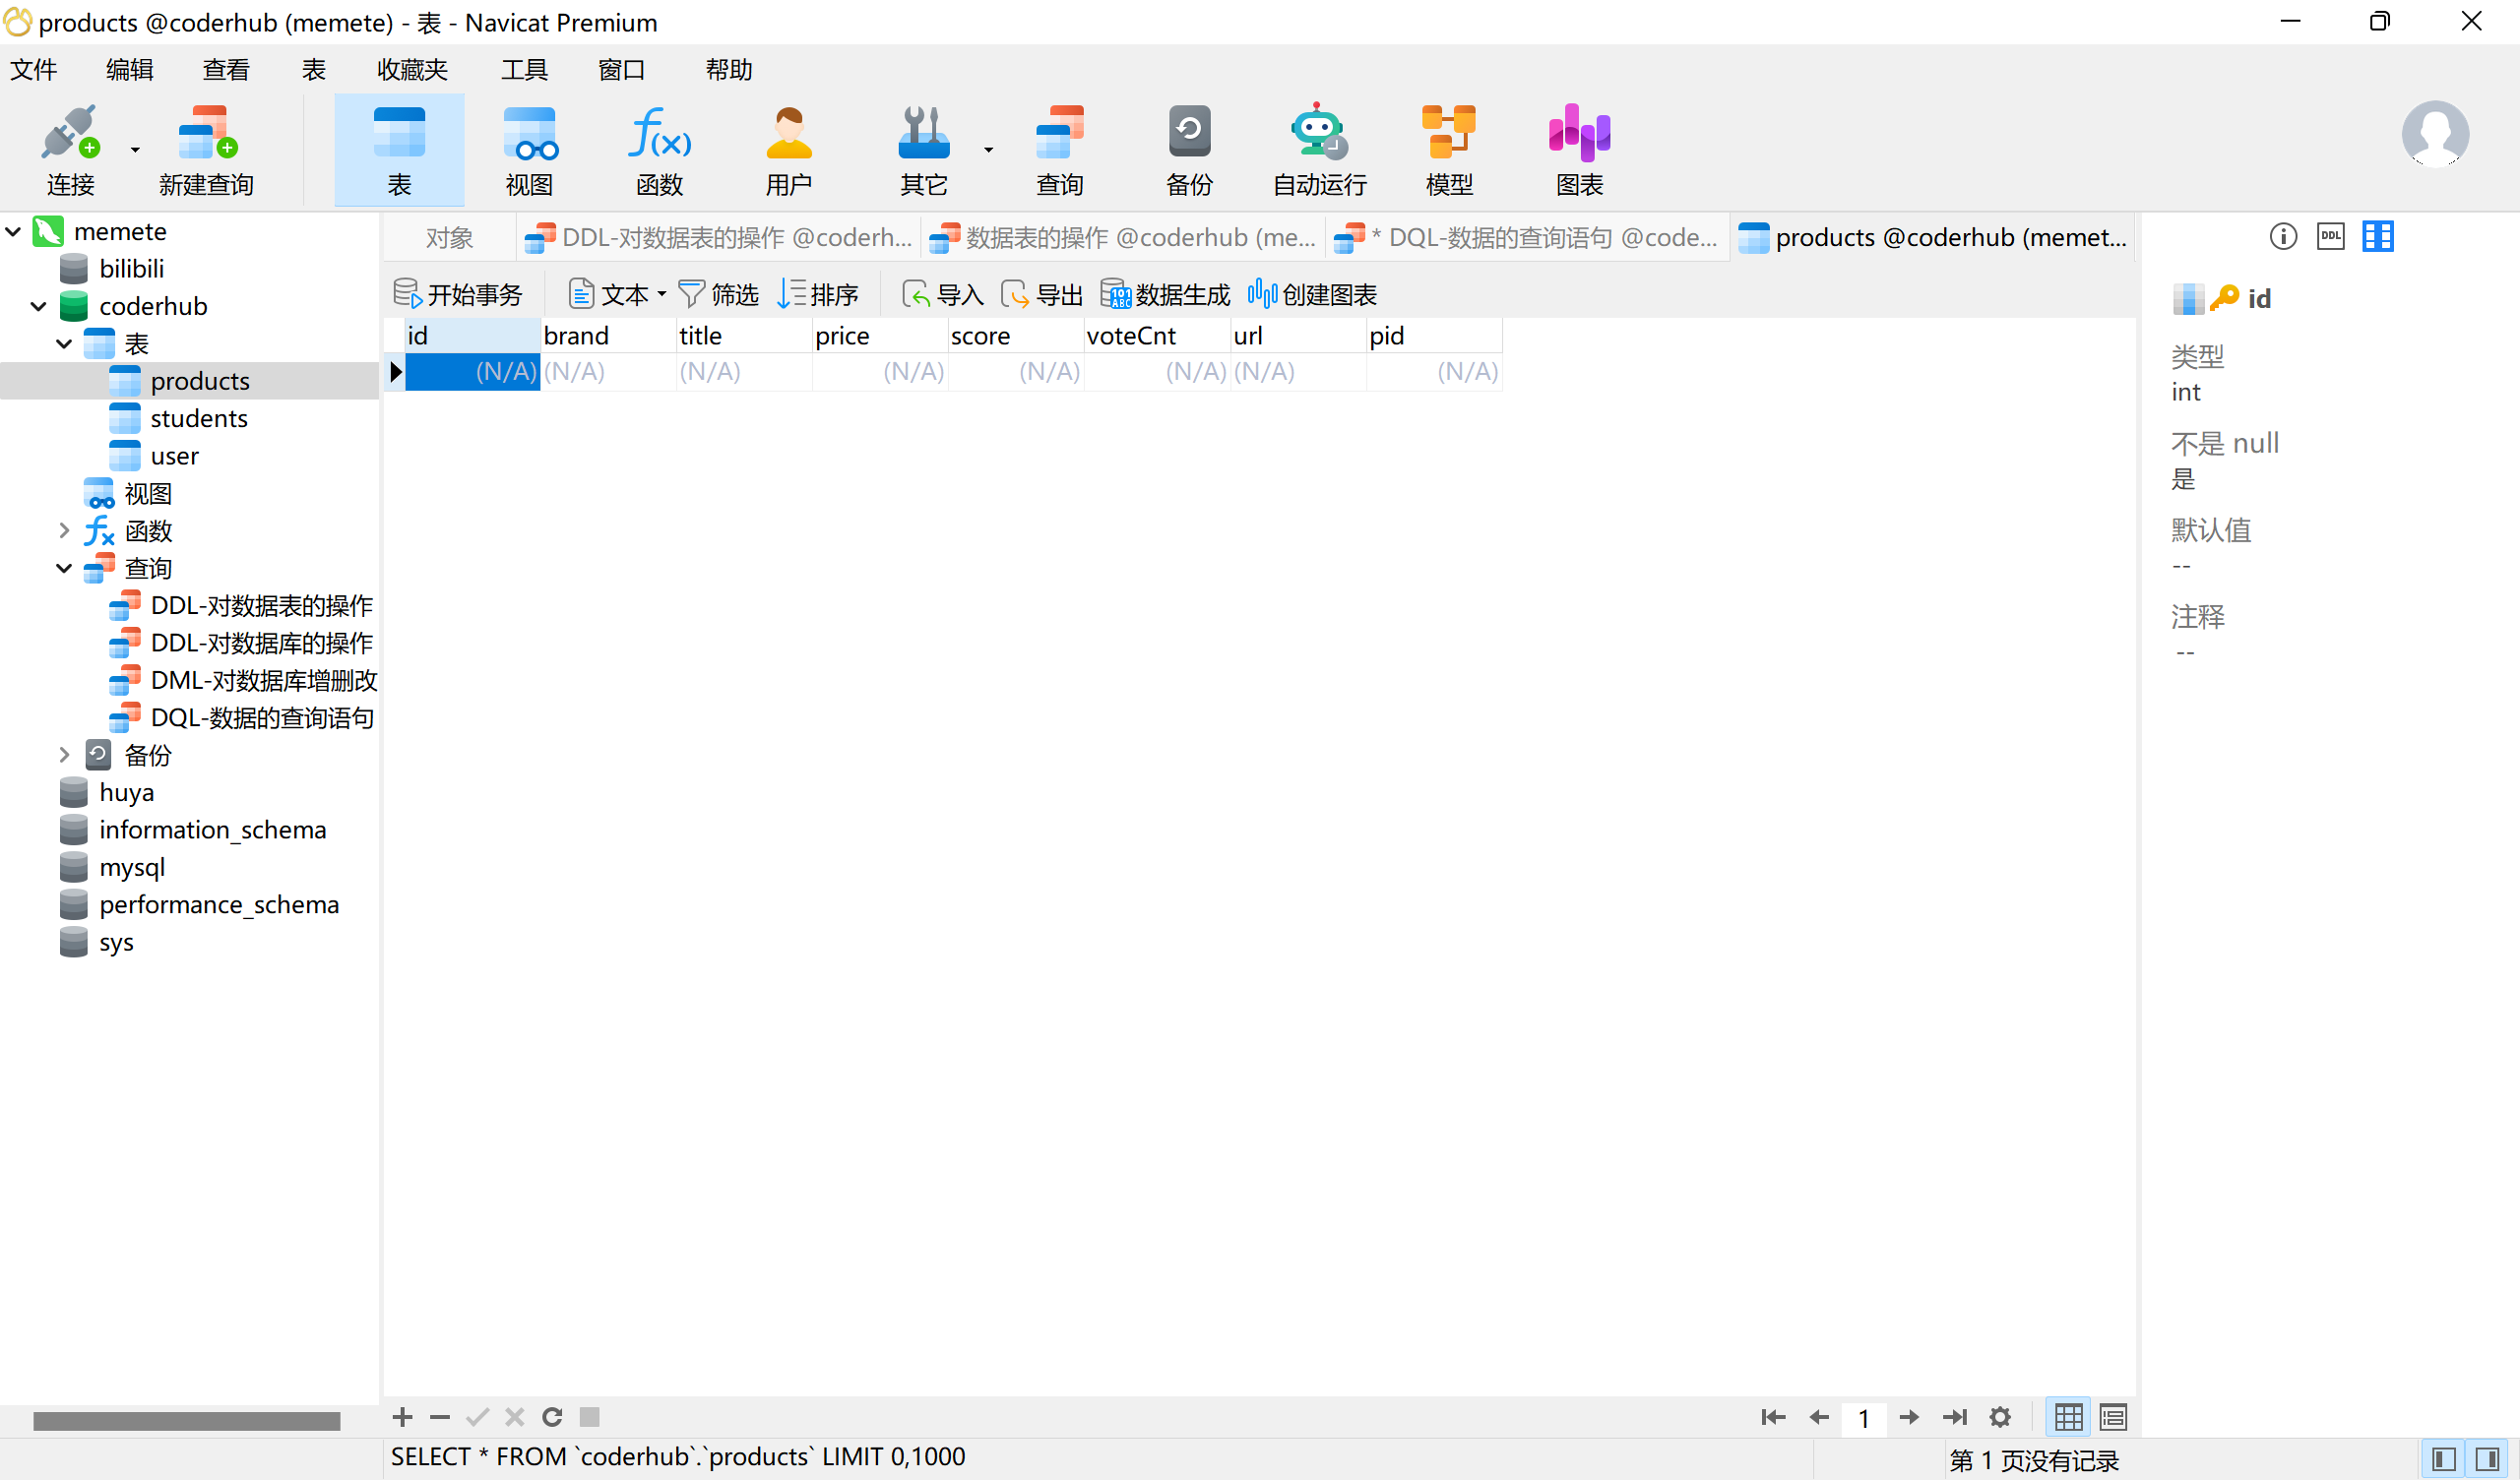 products @coderhub (memete) - 表 - Navicat Premium
文件 编辑 查看 表 收藏夹 工具 窗口 帮助
连接 新建查询 表 视图 函数 用户 其它 查询 备份 自动运行 模型 图表
memete
bilibili
coderhub
表
products
students
user
视图
函数
查询
DDL-对数据表的操作
DDL-对数据库的操作
DML-对数据库增删改
DQL-数据的查询语句
备份
huya
information_schema
mysql
performance_schema
sys
对象 DDL-对数据表的操作 @coderh... 数据表的操作 @coderhub (me... * DQL-数据的查询语句 @code... products @coderhub (memet...
开始事务 文本 筛选 排序 导入 导出 数据生成 创建图表
id brand title price score voteCnt url pid
(N/A) (N/A) (N/A) (N/A) (N/A) (N/A) (N/A) (N/A)
DDL
id
类型
int
不是 null
是
默认值
--
注释
--
1
SELECT * FROM `coderhub`.`products` LIMIT 0,1000
第 1 页没有记录